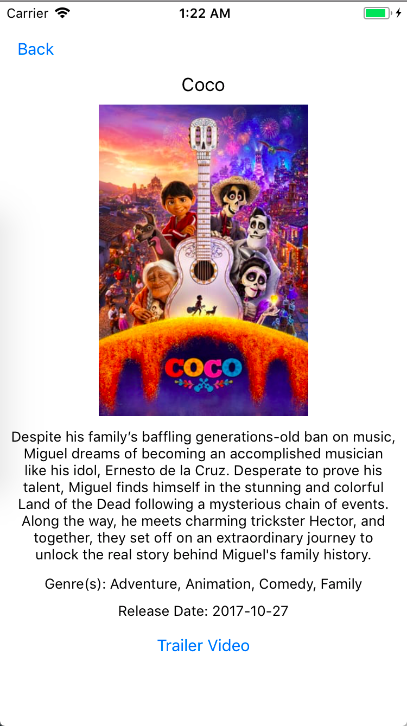 Carrier 1:22 AM
Back
Coco
COCO
Despite his family’s baffling generations-old ban on music,
Miguel dreams of becoming an accomplished musician
like his idol, Ernesto de la Cruz. Desperate to prove his
talent, Miguel finds himself in the stunning and colorful
Land of the Dead following a mysterious chain of events.
Along the way, he meets charming trickster Hector, and
together, they set off on an extraordinary journey to
unlock the real story behind Miguel's family history.
Genre(s): Adventure, Animation, Comedy, Family
Release Date: 2017-10-27
Trailer Video